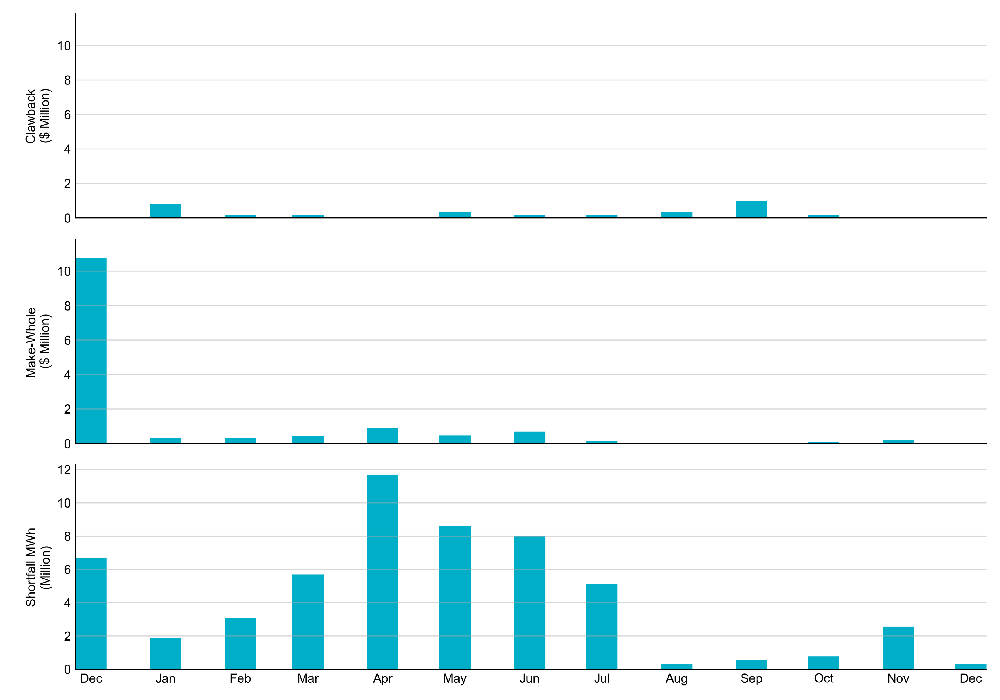 Clawback
($ Million)
10
8
6
4
2
0
Make-Whole
($ Million)
10
8
6
4
2
0
Shortfall MWh
(Million)
12
10
8
6
4
2
0
Dec Jan Feb Mar Apr May Jun Jul Aug Sep Oct Nov Dec